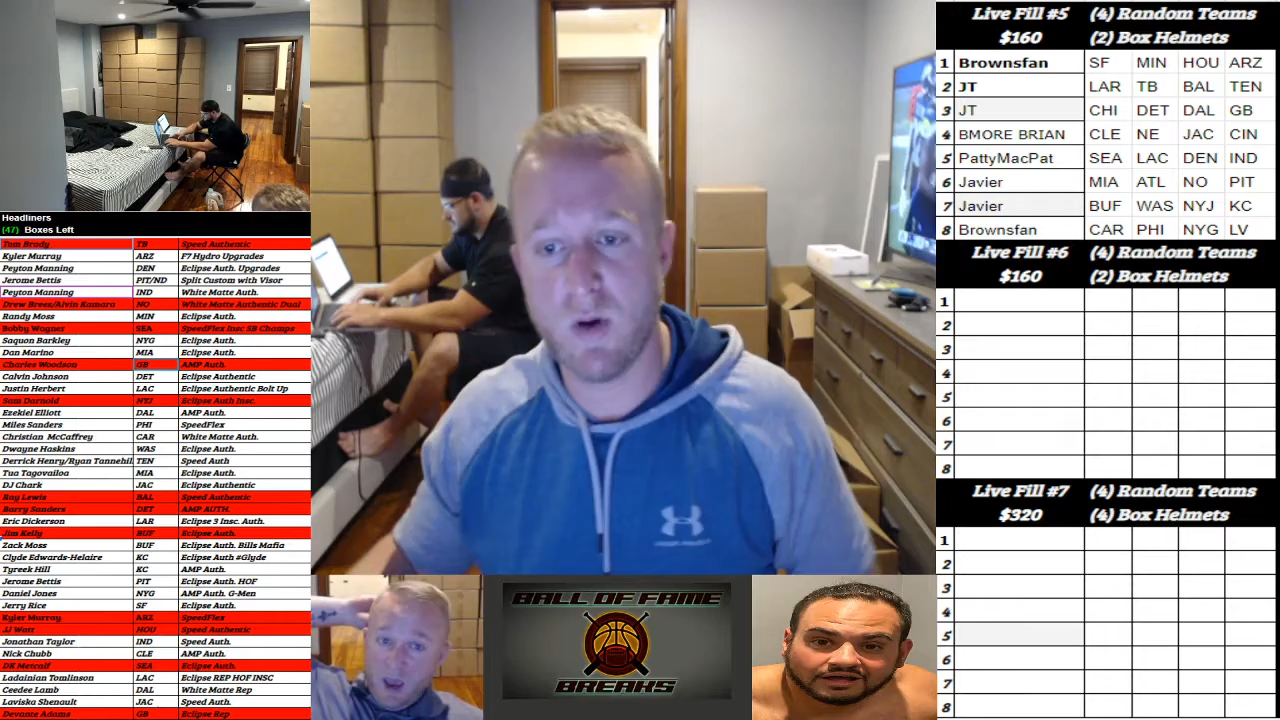 Headliners
(47) Boxes Left
Tom Brady TB Speed Authentic
Kyler Murray ARZ F7 Hydro Upgrades
Peyton Manning DEN Eclipse Auth. Upgrades
Jerome Bettis PIT/ND Split Custom with Visor
Peyton Manning IND White Matte Auth.
Drew Brees/Alvin Kamara NO White Matte Authentic Dual
Randy Moss MIN Eclipse Auth.
Bobby Wagner SEA SpeedFlex Insc SB Champs
Saquon Barkley NYG Eclipse Auth.
Dan Marino MIA Eclipse Auth.
Charles Woodson GB AMP Auth.
Calvin Johnson DET Eclipse Authentic
Justin Herbert LAC Eclipse Authentic Bolt Up
Sam Darnold NYJ Eclipse Auth Insc.
Ezekiel Elliott DAL AMP Auth.
Miles Sanders PHI SpeedFlex
Christian McCaffrey CAR White Matte Auth.
Dwayne Haskins WAS Eclipse Auth.
Derrick Henry/Ryan Tannehil TEN Speed Auth
Tua Tagovailoa MIA Eclipse Auth.
DJ Chark JAC Eclipse Authentic
Ray Lewis BAL Speed Authentic
Barry Sanders DET AMP AUTH.
Eric Dickerson LAR Eclipse 3 Insc. Auth.
Jim Kelly BUF Eclipse Auth.
Zack Moss BUF Eclipse Auth. Bills Mafia
Clyde Edwards-Helaire KC Eclipse Auth #Glyde
Tyreek Hill KC AMP Auth.
Jerome Bettis PIT Eclipse Auth. HOF
Daniel Jones NYG AMP Auth. G-Men
Jerry Rice SF Eclipse Auth.
Kyler Murray ARZ SpeedFlex
JJ Watt HOU Speed Authentic
Jonathan Taylor IND Speed Auth.
Nick Chubb CLE AMP Auth.
DK Metcalf SEA Eclipse Auth.
Ladainian Tomlinson LAC Eclipse REP HOF INSC
Ceedee Lamb DAL White Matte Rep
Laviska Shenault JAC Speed Auth.
Devante Adams GB Eclipse Rep
UNDER ARMOUR
BALL OF FAME
BREAKS
Live Fill #5 (4) Random Teams
$160 (2) Box Helmets
1 Brownsfan SF MIN HOU ARZ
2 JT LAR TB BAL TEN
3 JT CHI DET DAL GB
4 BMORE BRIAN CLE NE JAC CIN
5 PattyMacPat SEA LAC DEN IND
6 Javier MIA ATL NO PIT
7 Javier BUF WAS NYJ KC
8 Brownsfan CAR PHI NYG LV
Live Fill #6 (4) Random Teams
$160 (2) Box Helmets
1
2
3
4
5
6
7
8
Live Fill #7 (4) Random Teams
$320 (4) Box Helmets
1
2
3
4
5
6
7
8